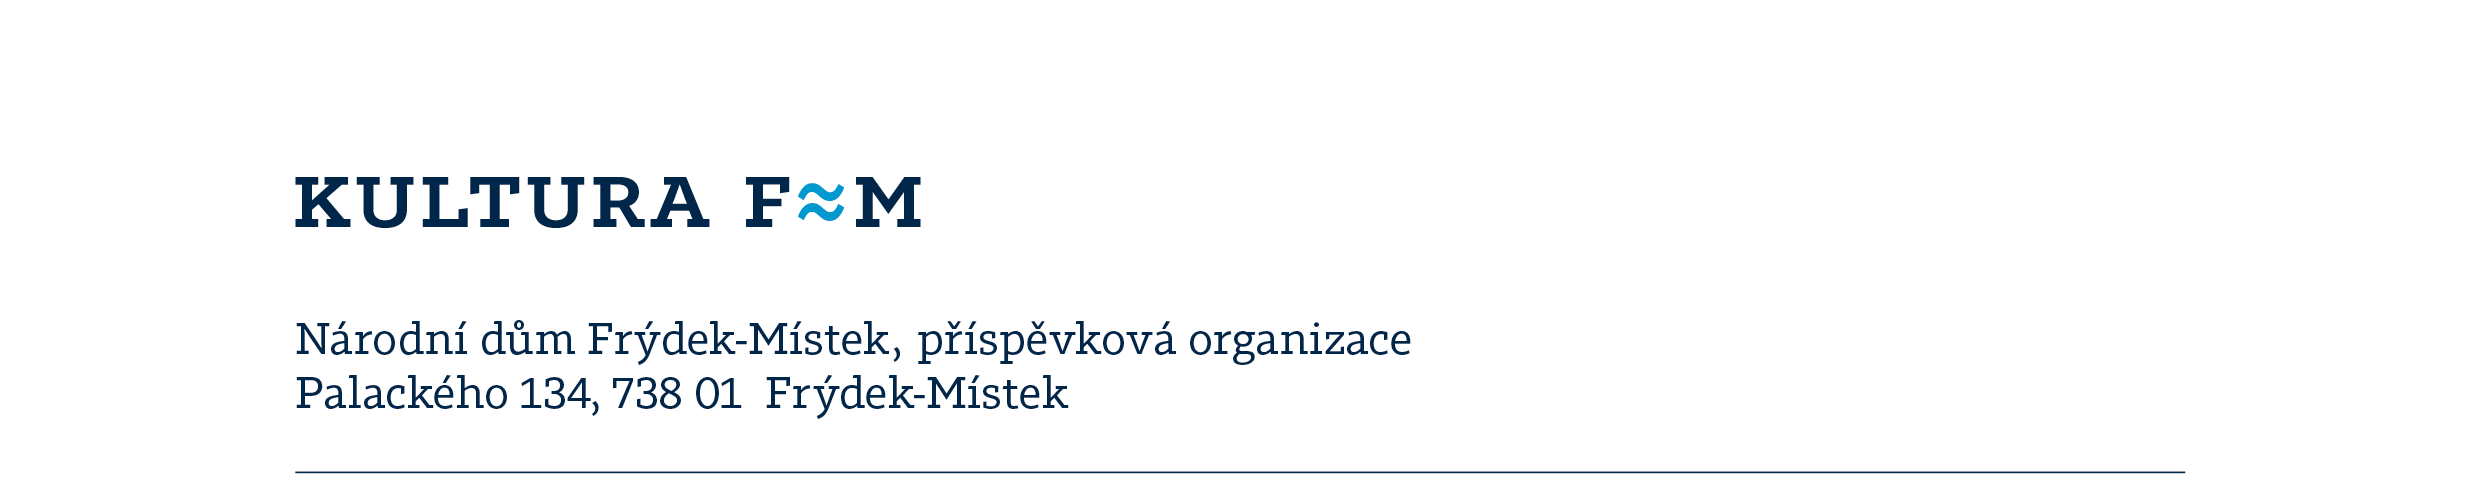 KULTURA F≈M
Národní dům Frýdek-Místek, příspěvková organizace
Palackého 134, 738 01 Frýdek-Místek